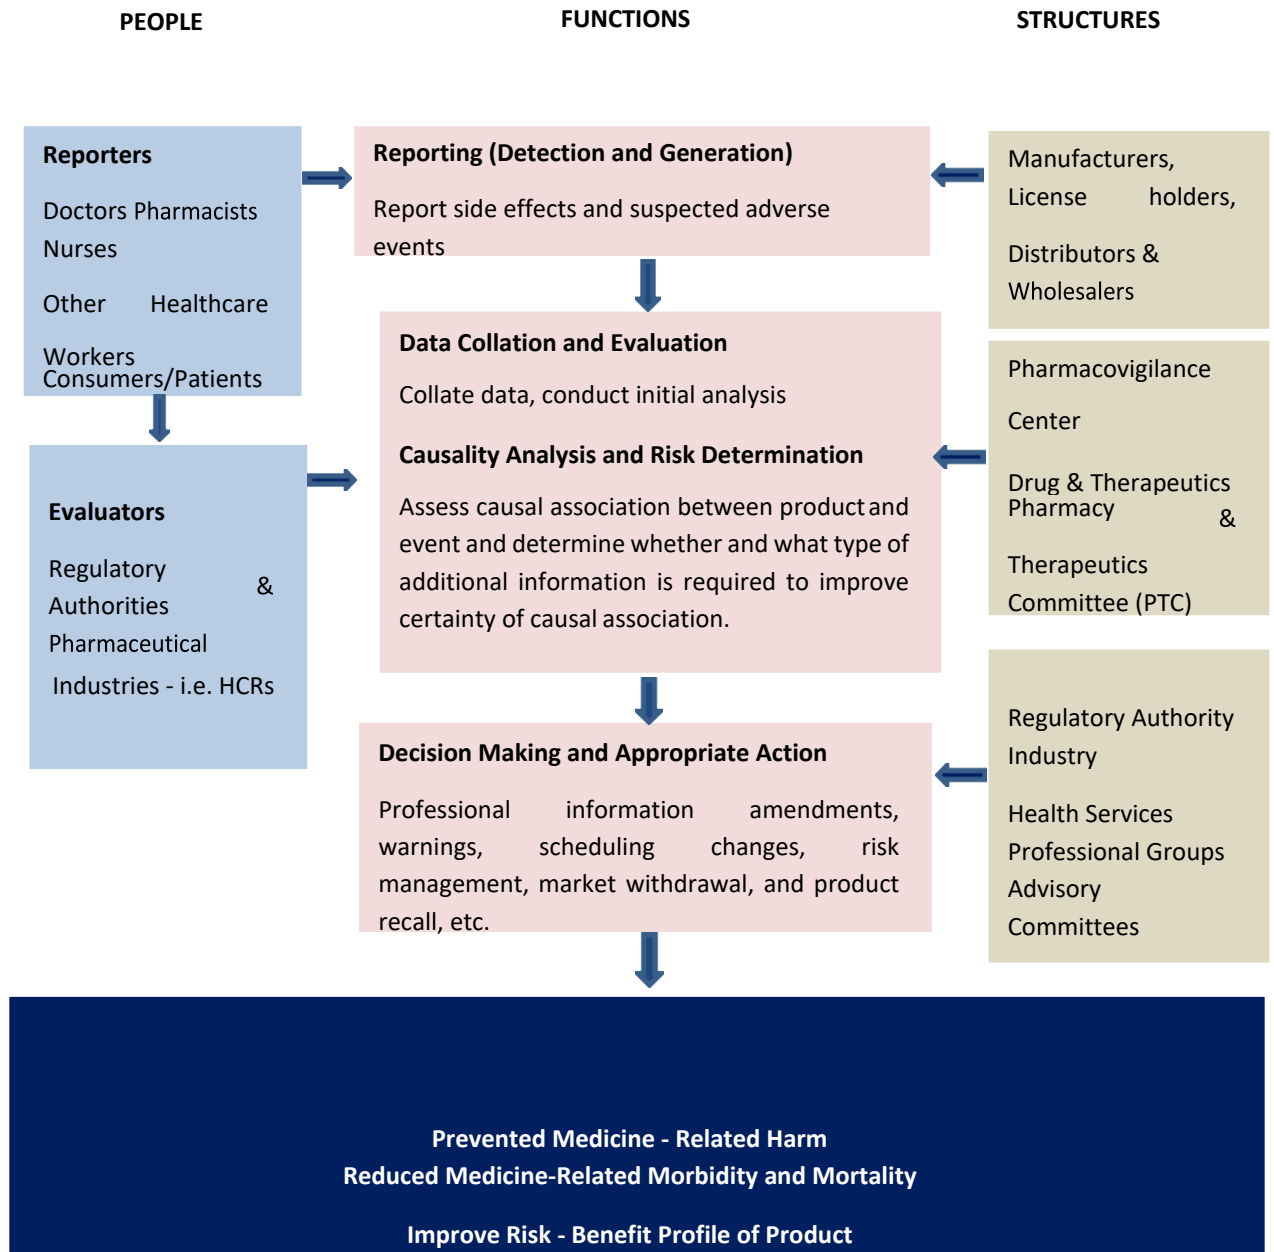 PEOPLE
FUNCTIONS
STRUCTURES
Reporters
Doctors Pharmacists
Nurses
Other Healthcare
Workers
Consumers/Patients
Evaluators
Regulatory &
Authorities
Pharmaceutical
Industries - i.e. HCRs
Reporting (Detection and Generation)
Report side effects and suspected adverse
events
Data Collation and Evaluation
Collate data, conduct initial analysis
Causality Analysis and Risk Determination
Assess causal association between product and
event and determine whether and what type of
additional information is required to improve
certainty of causal association.
Decision Making and Appropriate Action
Professional information amendments,
warnings, scheduling changes, risk
management, market withdrawal, and product
recall, etc.
Manufacturers,
License holders,
Distributors &
Wholesalers
Pharmacovigilance
Center
Drug & Therapeutics
Pharmacy &
Therapeutics
Committee (PTC)
Regulatory Authority
Industry
Health Services
Professional Groups
Advisory
Committees
Prevented Medicine - Related Harm
Reduced Medicine-Related Morbidity and Mortality
Improve Risk - Benefit Profile of Product